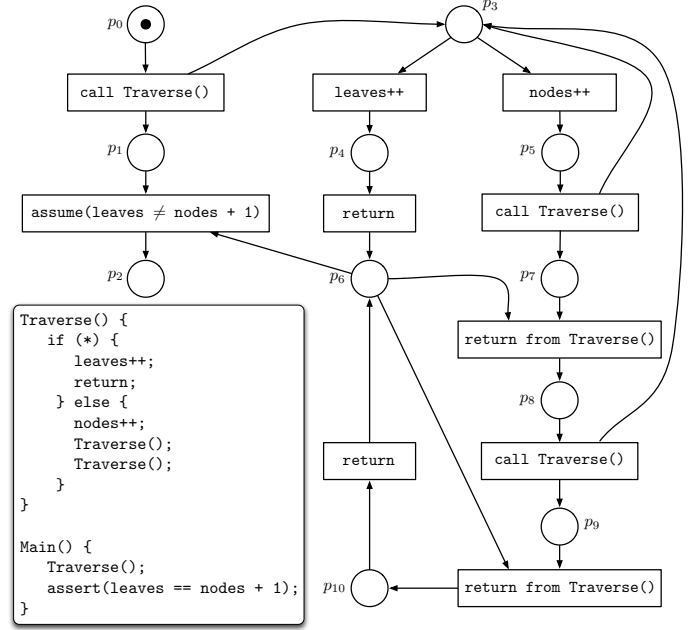 p₀
p₃
call Traverse()
leaves++
nodes++
p₁
p₄
p₅
assume(leaves ≠ nodes + 1)
return
call Traverse()
p₂
p₆
p₇
return from Traverse()
p₈
return
call Traverse()
p₉
p₁₀
return from Traverse()
Traverse() {
if (*) {
leaves++;
return;
} else {
nodes++;
Traverse();
Traverse();
}
}
Main() {
Traverse();
assert(leaves == nodes + 1);
}